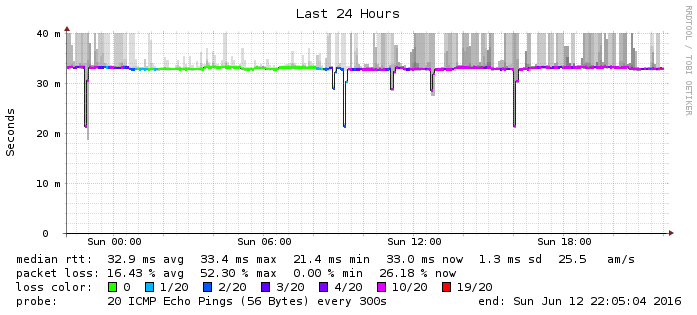 Last 24 Hours
RRDTOOL / TOBI OETIKER
Seconds
40 m
30 m
20 m
10 m
0
Sun 00:00 Sun 06:00 Sun 12:00 Sun 18:00
median rtt: 32.9 ms avg 33.4 ms max 21.4 ms min 33.0 ms now 1.3 ms sd 25.5 am/s
packet loss: 16.43 % avg 52.30 % max 0.00 % min 26.18 % now
loss color: 0 1/20 2/20 3/20 4/20 10/20 19/20
probe: 20 ICMP Echo Pings (56 Bytes) every 300s end: Sun Jun 12 22:05:04 2016